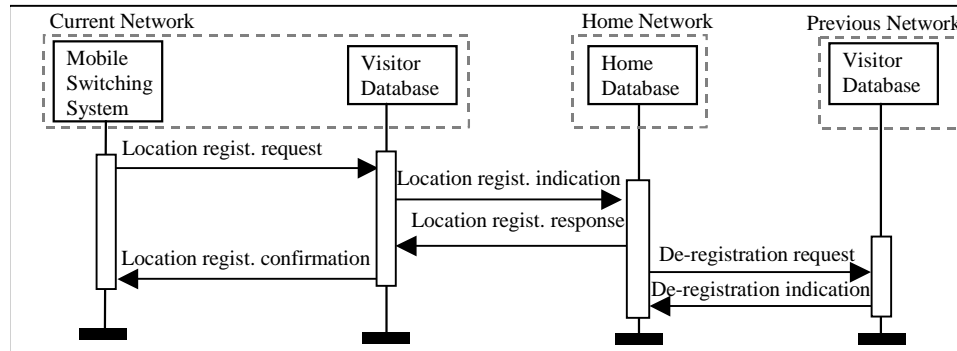 Current Network
Home Network
Previous Network
Mobile
Switching
System
Visitor
Database
Home
Database
Visitor
Database
Location regist. request
Location regist. indication
Location regist. response
Location regist. confirmation
De-registration request
De-registration indication